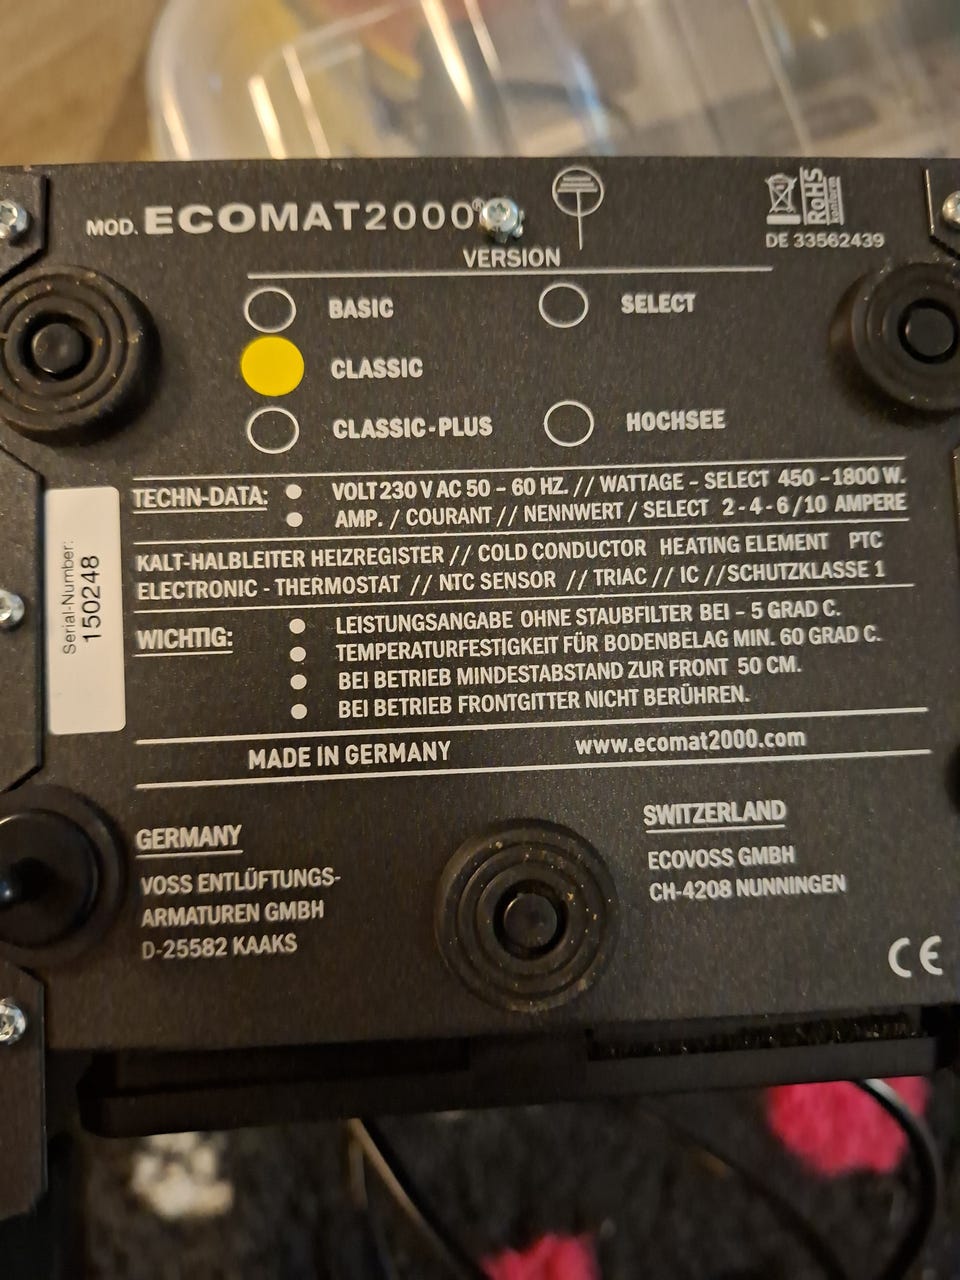 MOD. ECOMAT2000®
RoHS
konform
DE 33562439
VERSION
BASIC
SELECT
CLASSIC
CLASSIC-PLUS
HOCHSEE
TECHN-DATA: • VOLT 230 V AC 50 – 60 HZ. // WATTAGE – SELECT 450 – 1800 W.
• AMP. / COURANT // NENNWERT / SELECT 2 - 4 - 6 / 10 AMPERE
KALT-HALBLEITER HEIZREGISTER // COLD CONDUCTOR HEATING ELEMENT PTC
ELECTRONIC - THERMOSTAT // NTC SENSOR // TRIAC // IC // SCHUTZKLASSE 1
WICHTIG: • LEISTUNGSANGABE OHNE STAUBFILTER BEI – 5 GRAD C.
• TEMPERATURFESTIGKEIT FÜR BODENBELAG MIN. 60 GRAD C.
• BEI BETRIEB MINDESTABSTAND ZUR FRONT 50 CM.
• BEI BETRIEB FRONTGITTER NICHT BERÜHREN.
Serial-Number:
150248
MADE IN GERMANY
www.ecomat2000.com
GERMANY
VOSS ENTLÜFTUNGS-
ARMATUREN GMBH
D-25582 KAAKS
SWITZERLAND
ECOVOSS GMBH
CH-4208 NUNNINGEN
CE